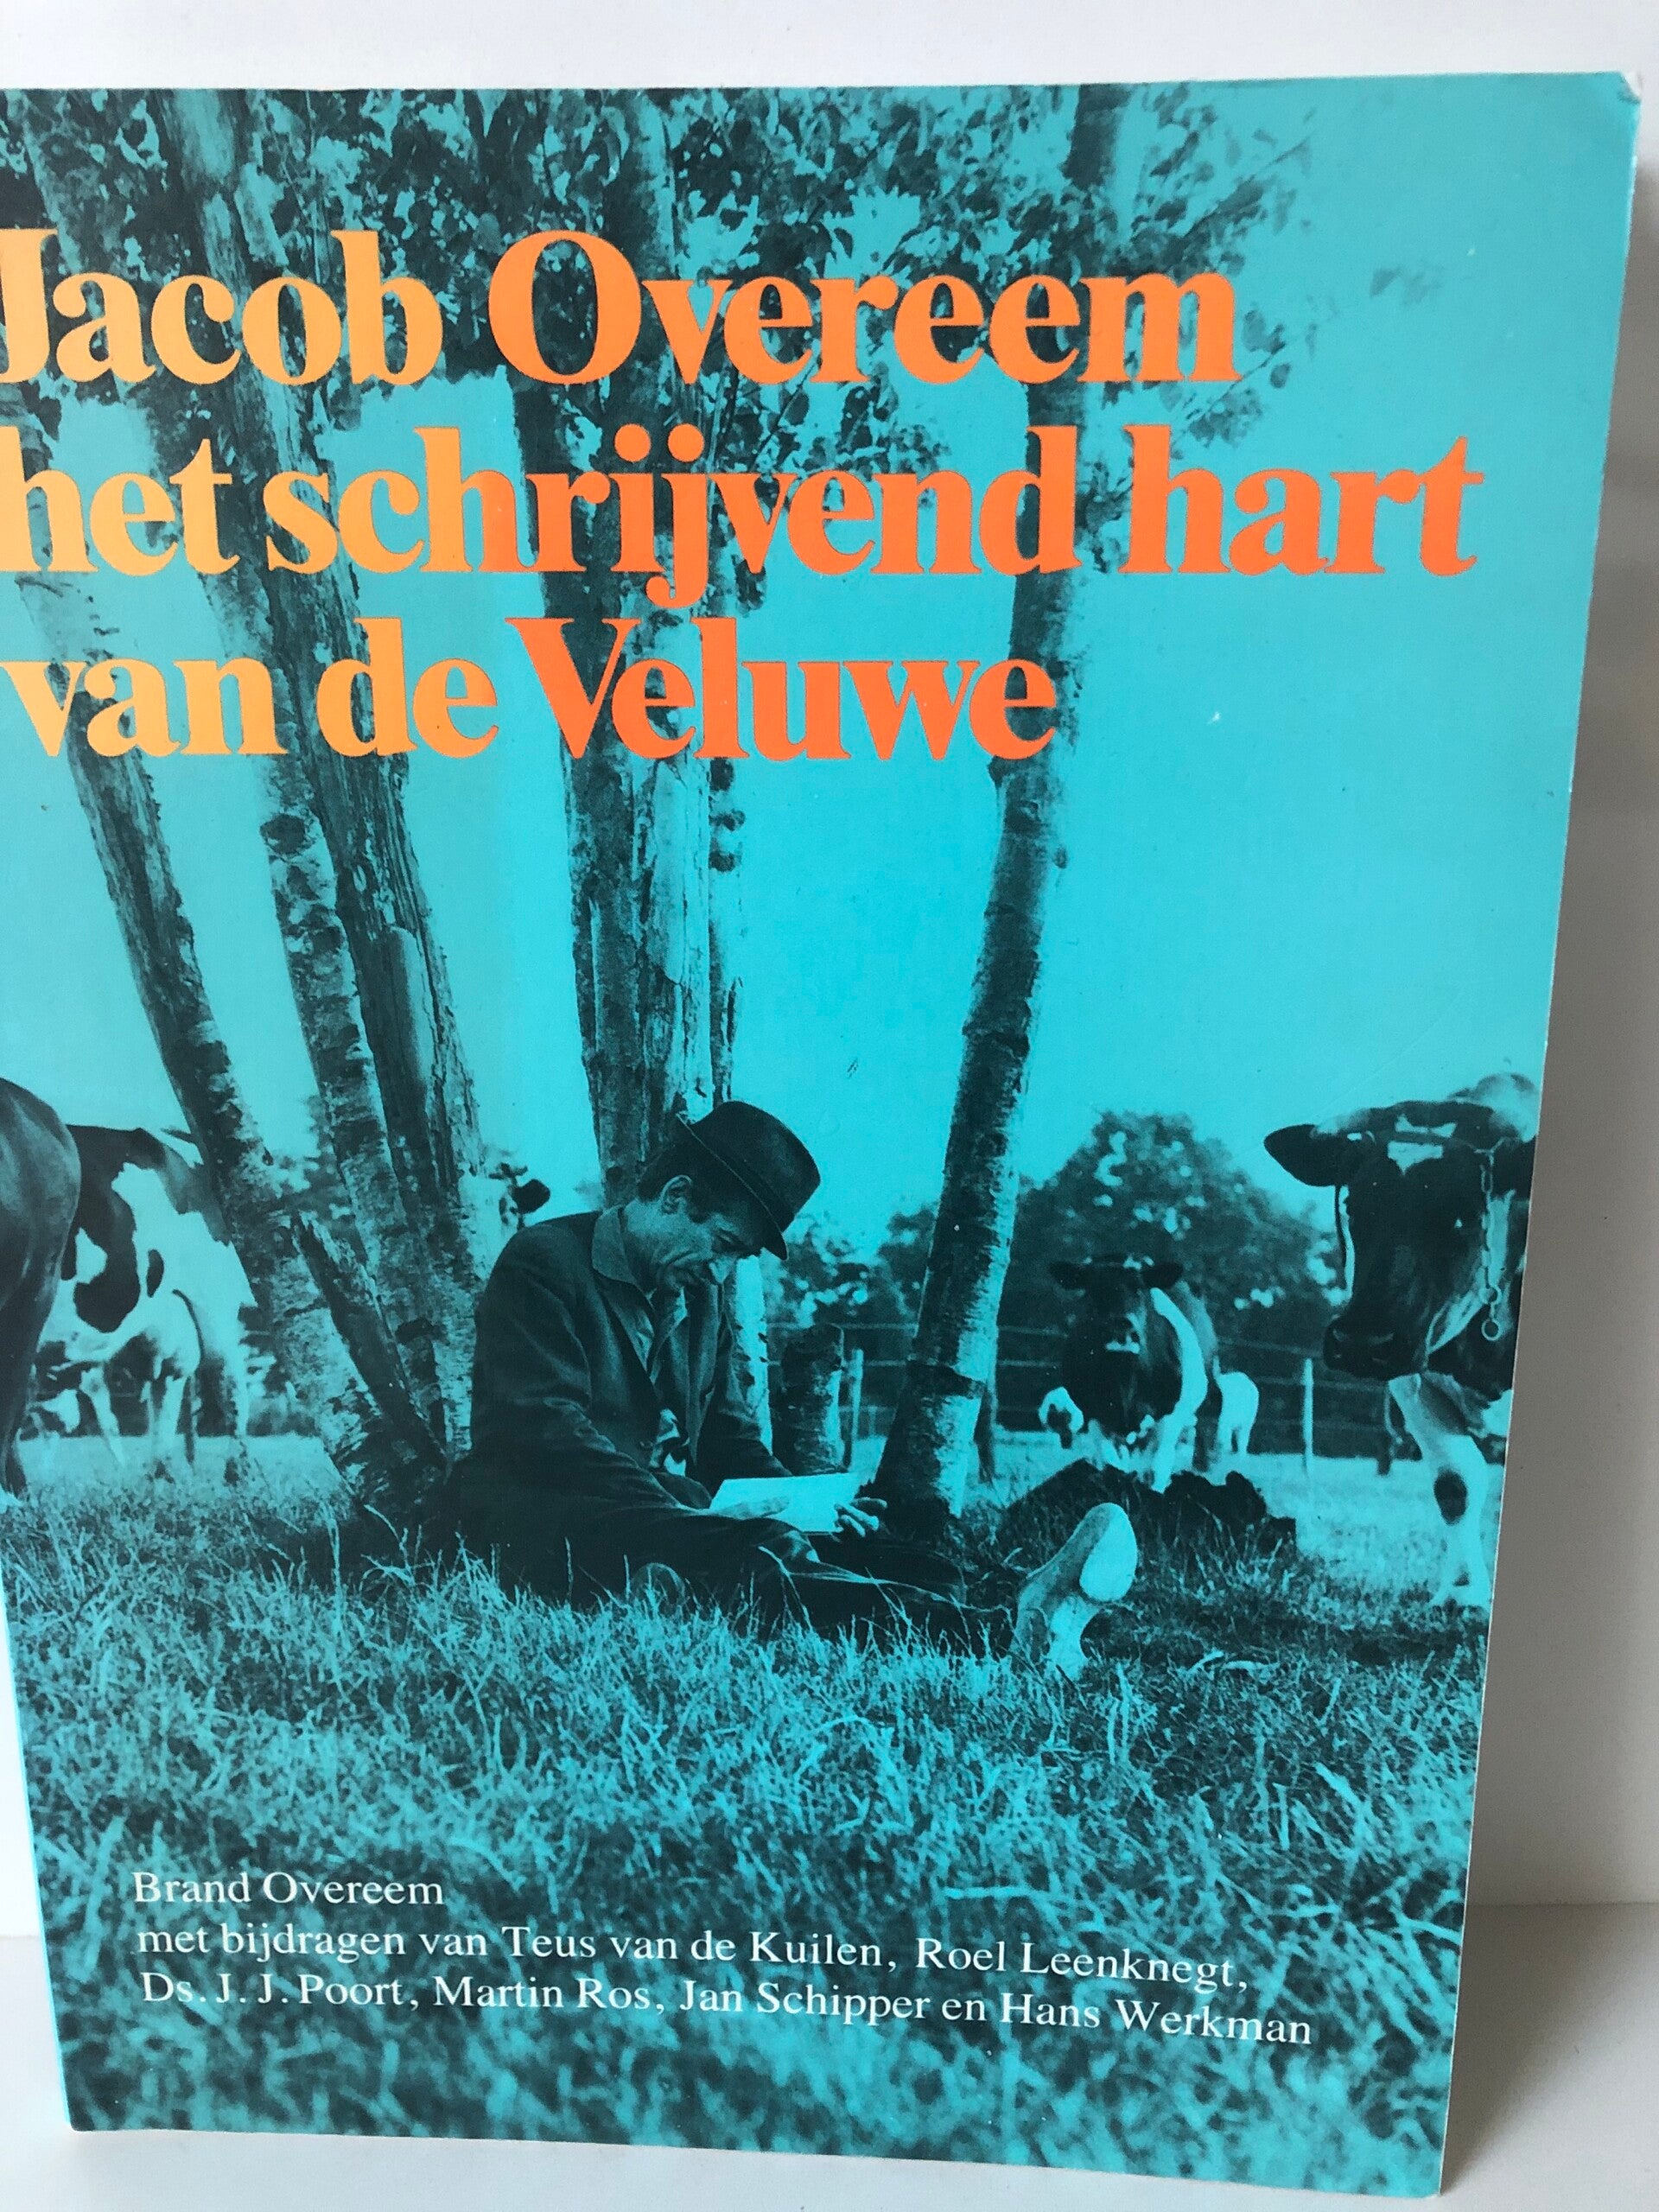 Jacob Overeem
het schrijvend hart
van de Veluwe
Brand Overeem
met bijdragen van Teus van de Kuilen, Roel Leenknegt,
Ds. J. J. Poort, Martin Ros, Jan Schipper en Hans Werkman